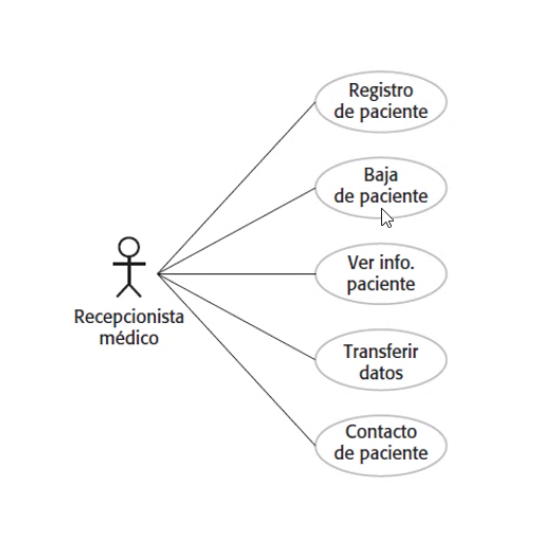 Registro
de paciente
Baja
de paciente
Ver info.
paciente
Recepcionista
médico
Transferir
datos
Contacto
de paciente